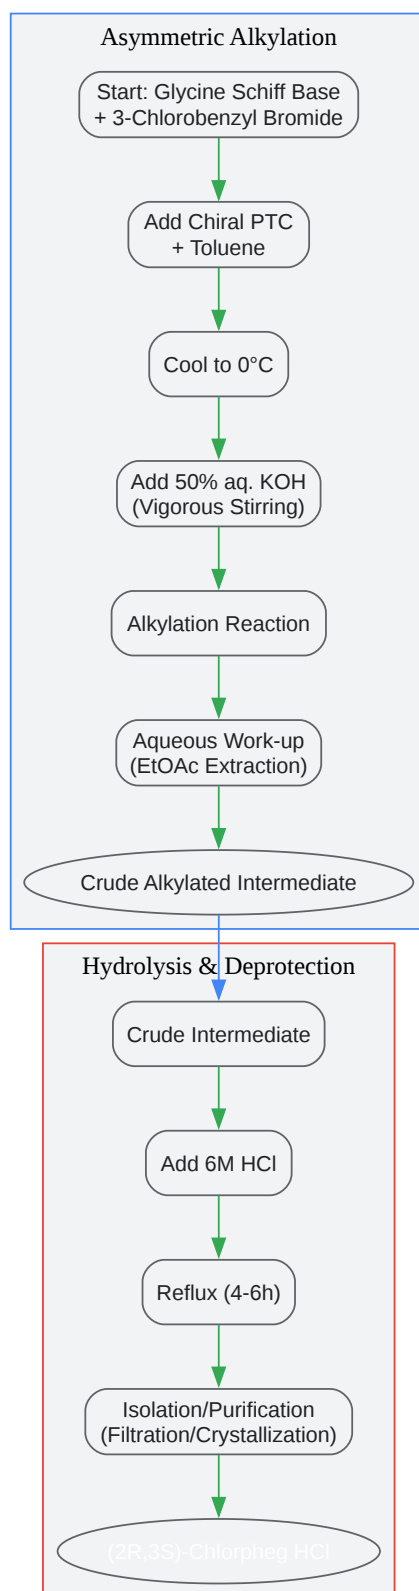 Asymmetric Alkylation
Start: Glycine Schiff Base
+ 3-Chlorobenzyl Bromide
Add Chiral PTC
+ Toluene
Cool to 0°C
Add 50% aq. KOH
(Vigorous Stirring)
Alkylation Reaction
Aqueous Work-up
(EtOAc Extraction)
Crude Alkylated Intermediate
Hydrolysis & Deprotection
Crude Intermediate
Add 6M HCl
Reflux (4-6h)
Isolation/Purification
(Filtration/Crystallization)
(2R,3S)-Chlorpheg HCl